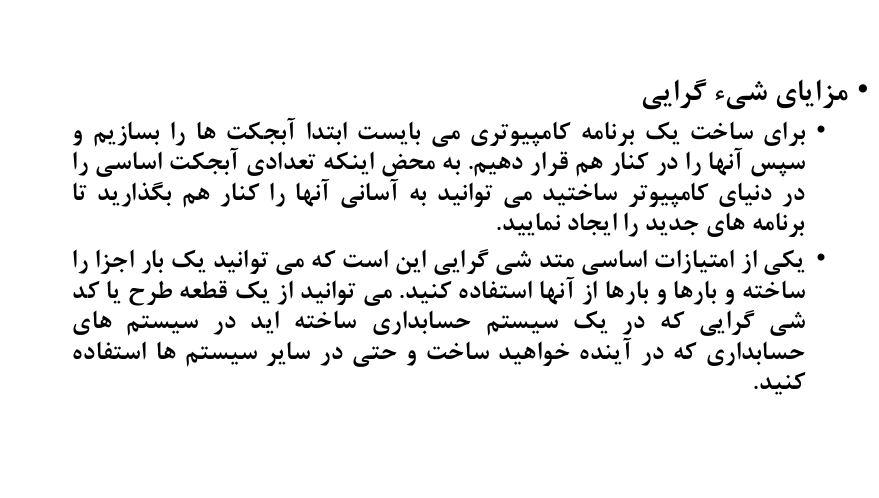 • مزایای شیء گرایی
• برای ساخت یک برنامه کامپیوتری می بایست ابتدا آبجکت ها را بسازیم و
سپس آنها را در کنار هم قرار دهیم. به محض اینکه تعدادی آبجکت اساسی را
در دنیای کامپیوتر ساختید می توانید به آسانی آنها را کنار هم بگذارید تا
برنامه های جدید را ایجاد نمایید.
• یکی از امتیازات اساسی متد شی گرایی این است که می توانید یک بار اجزا را
ساخته و بارها و بارها از آنها استفاده کنید. می توانید از یک قطعه طرح یا کد
شی گرایی که در یک سیستم حسابداری ساخته اید در سیستم های
حسابداری که در آینده خواهید ساخت و حتی در سایر سیستم ها استفاده
کنید.